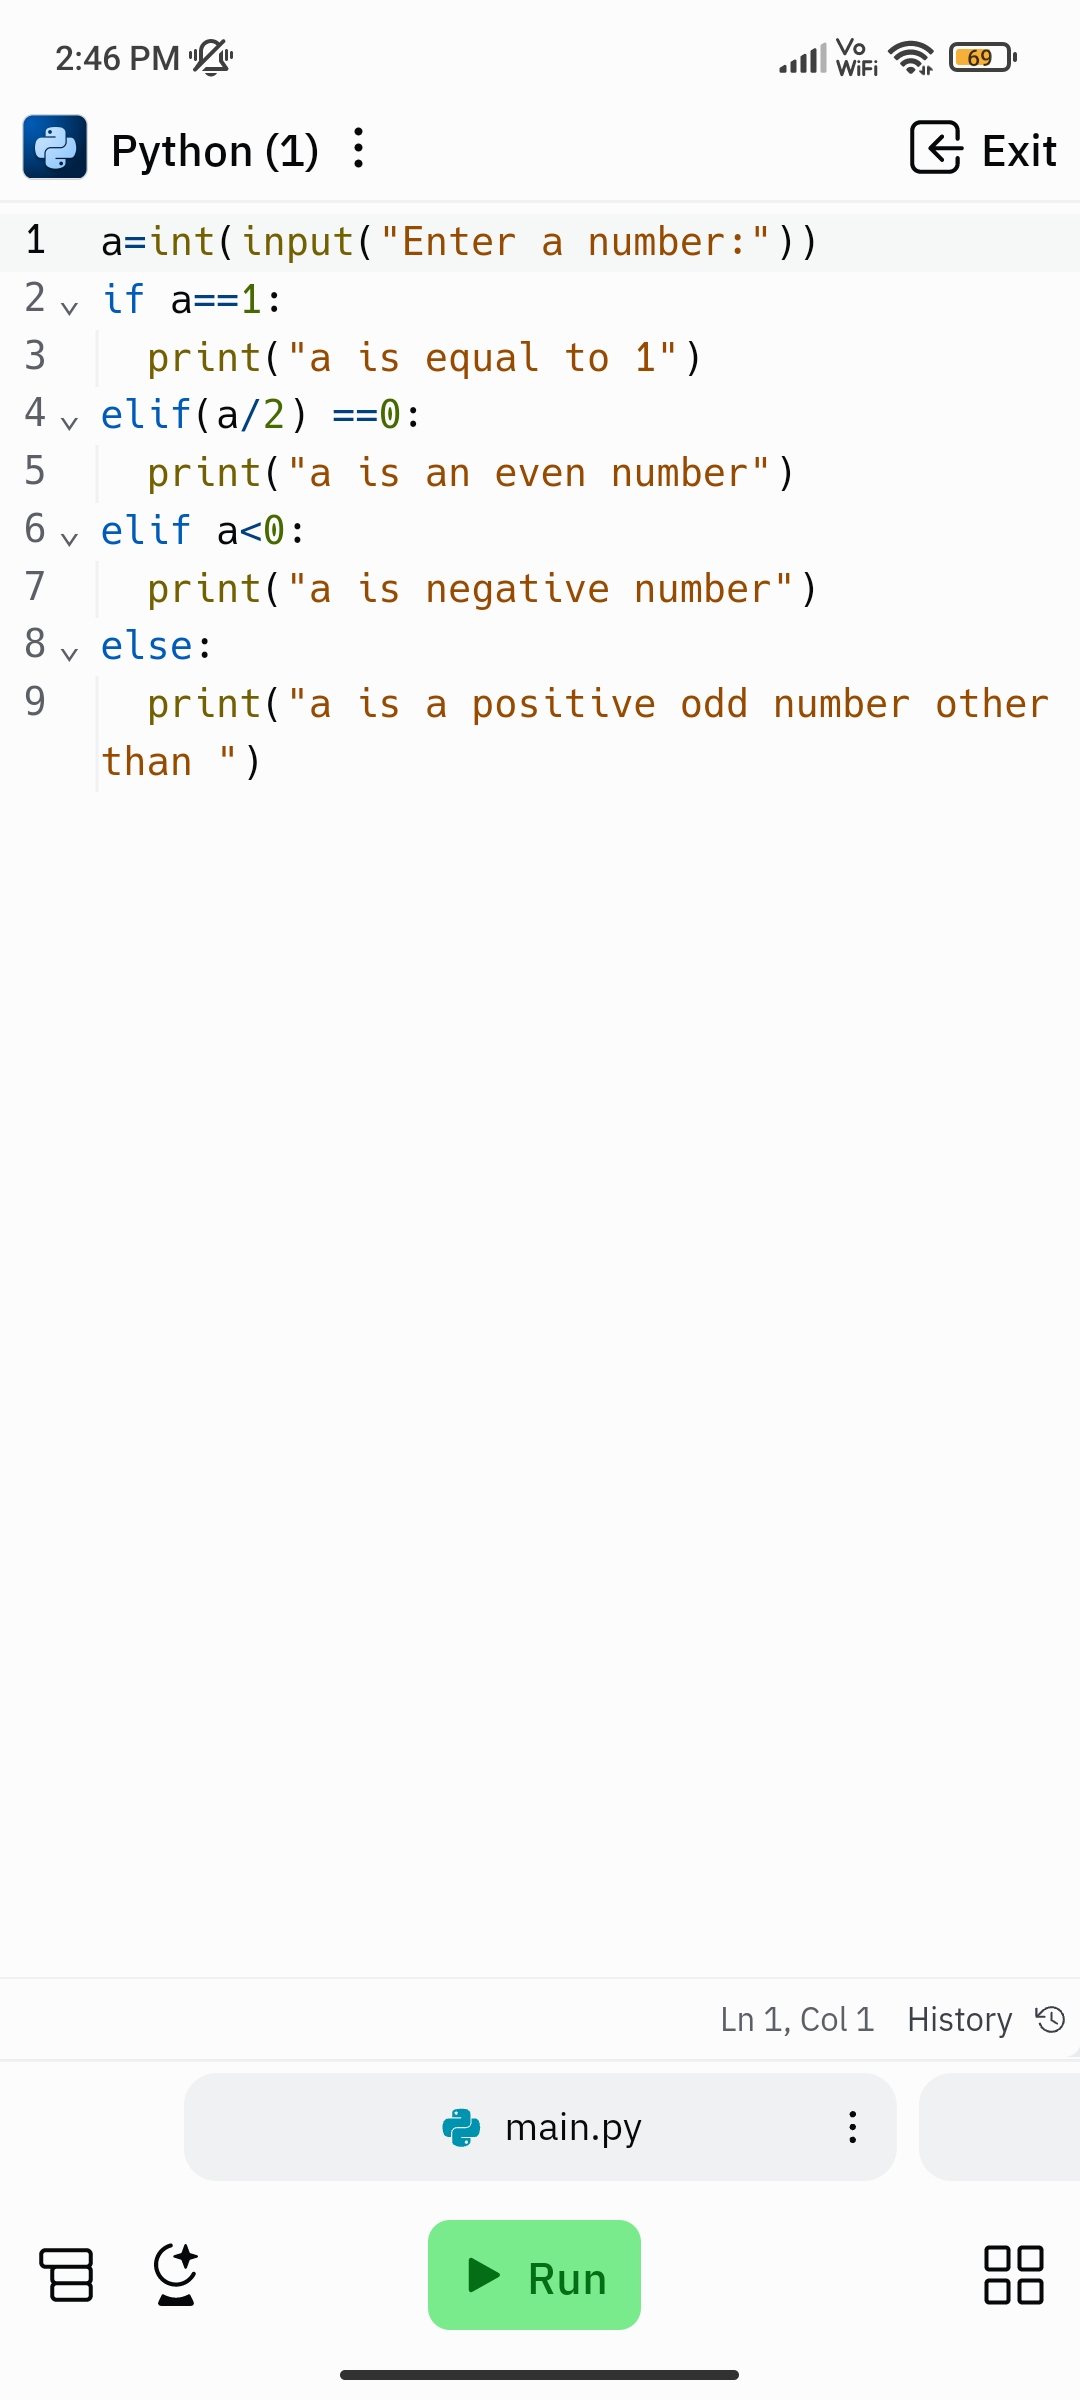 2:46 PM Vo WiFi 69
Python (1) Exit
1 a=int(input("Enter a number:"))
2 if a==1:
3   print("a is equal to 1")
4 elif(a/2) ==0:
5   print("a is an even number")
6 elif a<0:
7   print("a is negative number")
8 else:
9   print("a is a positive odd number other
than ")
Ln 1, Col 1 History
main.py
Run